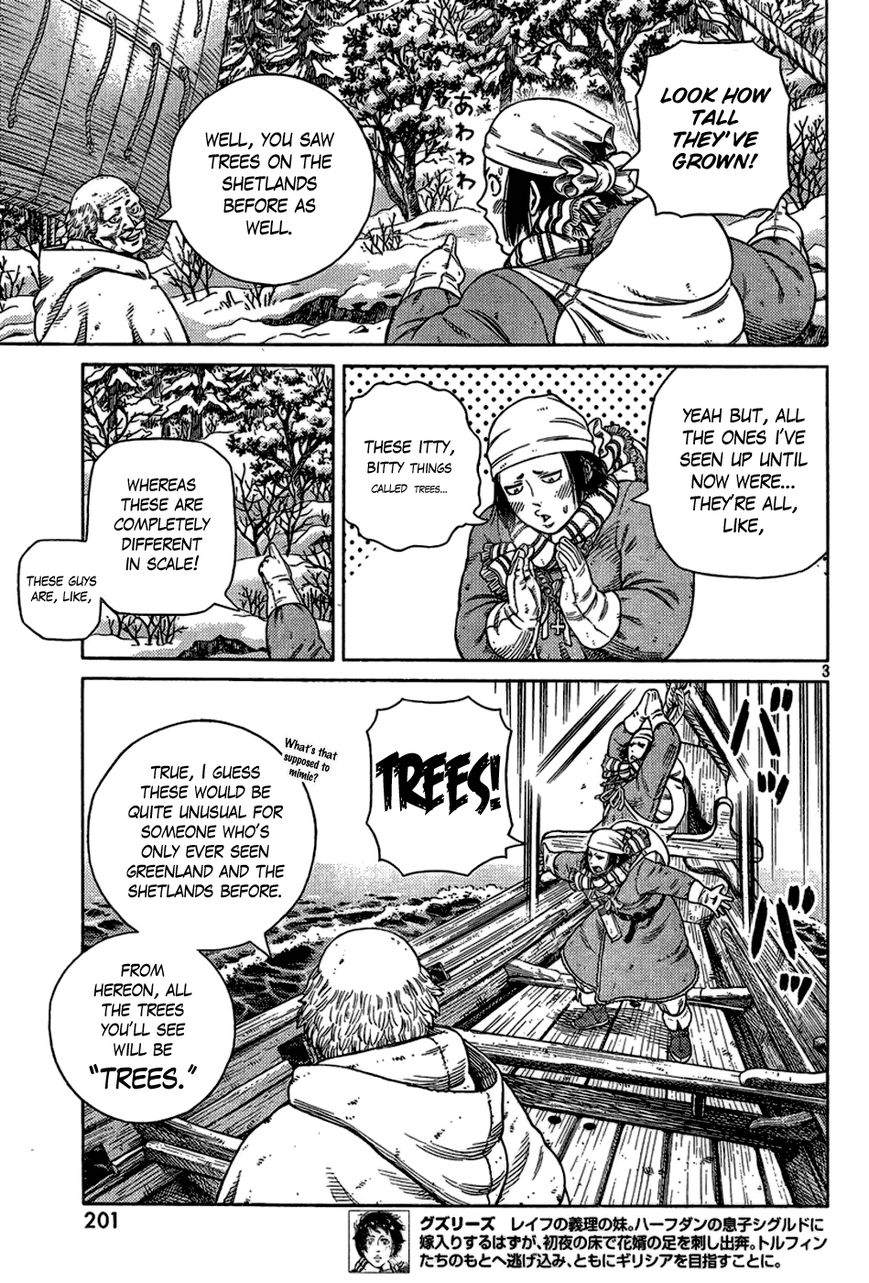 LOOK HOW
TALL
THEY'VE
GROWN!
あわわわ
WELL, YOU SAW
TREES ON THE
SHETLANDS
BEFORE AS
WELL.
YEAH BUT, ALL
THE ONES I'VE
SEEN UP UNTIL
NOW WERE...
THEY'RE ALL,
LIKE,
THESE ITTY,
BITTY THINGS
CALLED TREES...
WHEREAS
THESE ARE
COMPLETELY
DIFFERENT
IN SCALE!
THESE GUYS
ARE, LIKE,
3
バッ
バッ
TREES!
What's that
supposed to
mimic?
TRUE, I GUESS
THESE WOULD BE
QUITE UNUSUAL FOR
SOMEONE WHO'S
ONLY EVER SEEN
GREENLAND AND THE
SHETLANDS BEFORE.
FROM
HEREON, ALL
THE TREES
YOU'LL SEE
WILL BE
"TREES."
201
グズリーズ レイフの義理の妹。ハーフダンの息子シグルドに
嫁入りするはずが、初夜の床で花婿の足を刺し出奔。トルフィン
たちのもとへ逃げ込み、ともにギリシアを目指すことに。